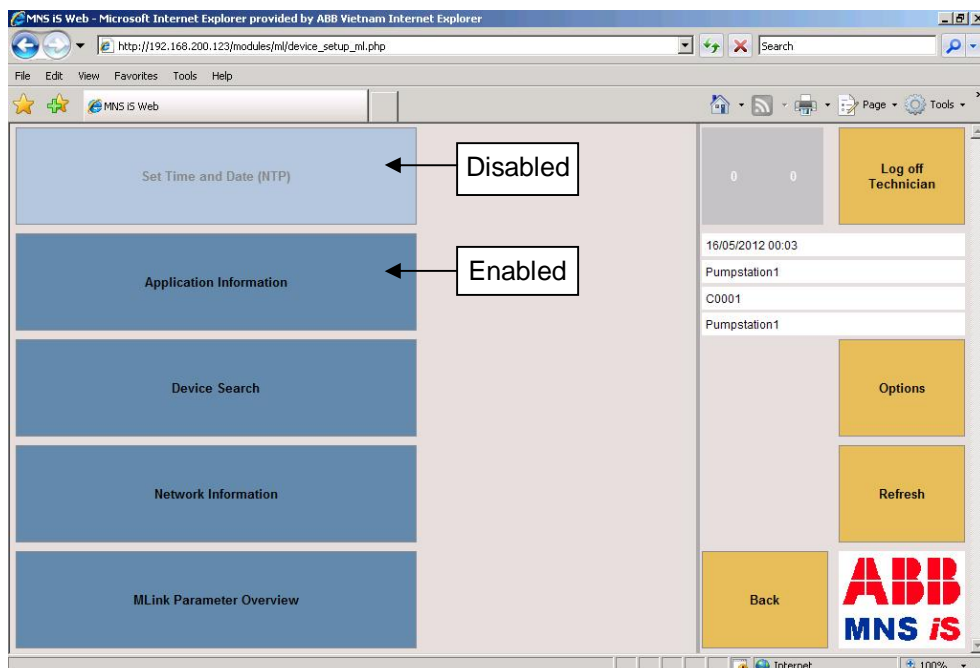 MNS iS Web - Microsoft Internet Explorer provided by ABB Vietnam Internet Explorer
http://192.168.200.123/modules/ml/device_setup_ml.php
Search
File Edit View Favorites Tools Help
MNS iS Web
Page
Tools
Set Time and Date (NTP)
Disabled
0 0
Log off
Technician
16/05/2012 00:03
Application Information
Enabled
Pumpstation1
C0001
Pumpstation1
Device Search
Options
Network Information
Refresh
MLink Parameter Overview
Back
ABB
MNS iS
Internet
100%